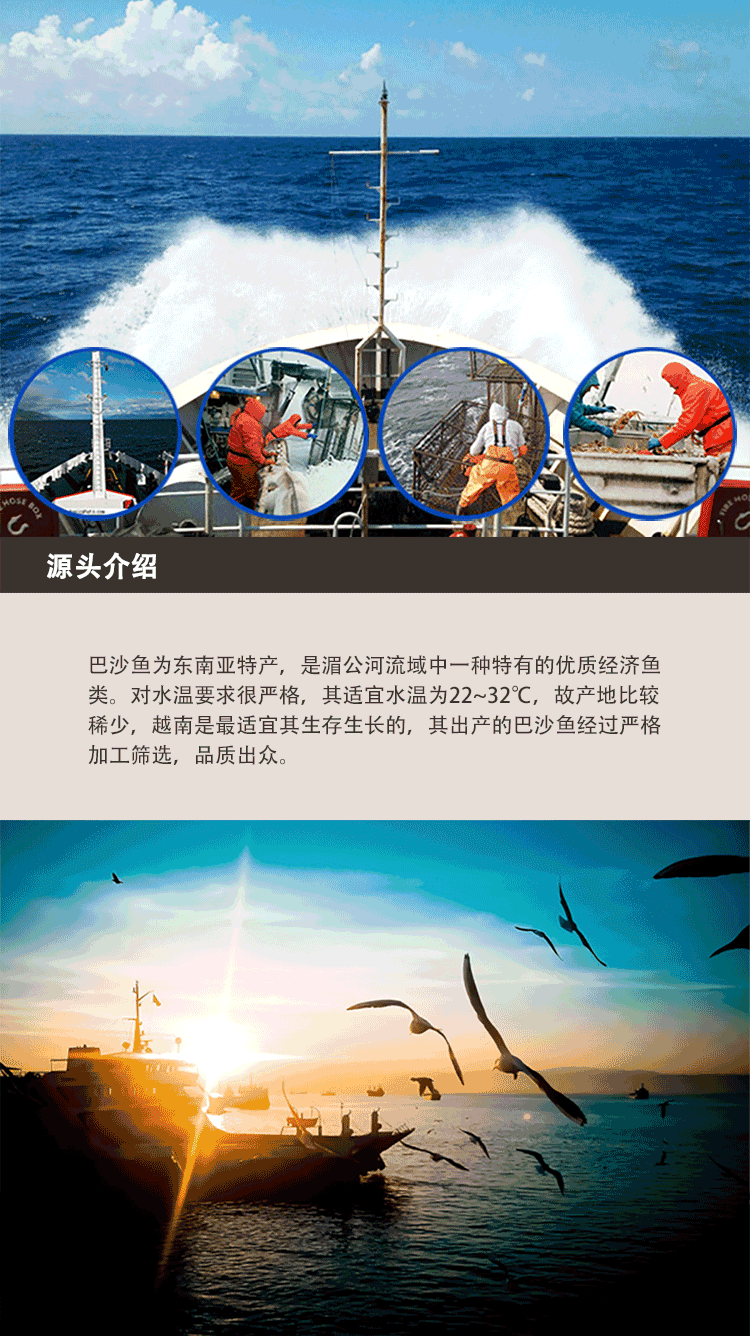 HOSE BOX
FIRE HOSE
源头介绍
巴沙鱼为东南亚特产，是湄公河流域中一种特有的优质经济鱼
类。对水温要求很严格，其适宜水温为22~32℃，故产地比较
稀少，越南是最适宜其生存生长的，其出产的巴沙鱼经过严格
加工筛选，品质出众。